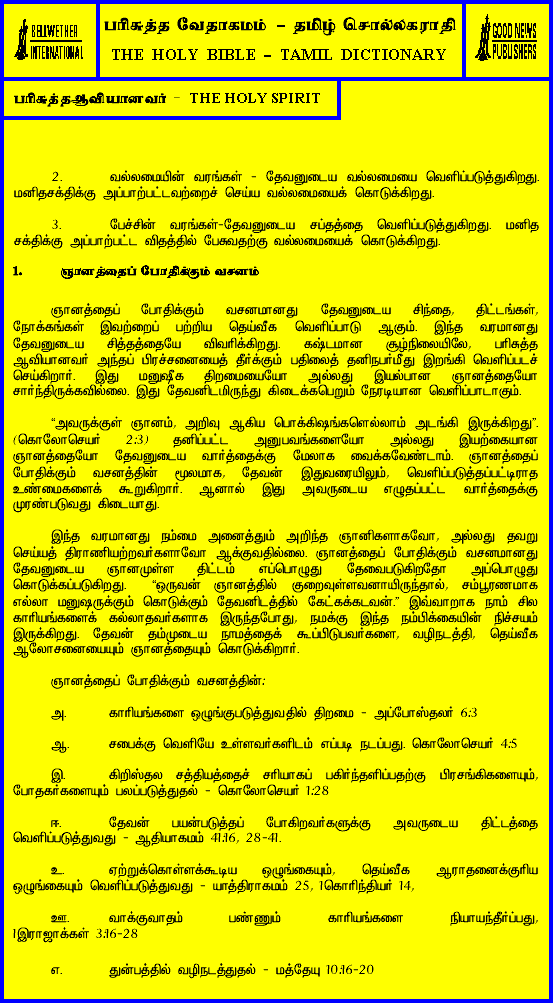 BELLWETHER
INTERNATIONAL
பரிசுத்த வேதாகமம் – தமிழ் சொல்லகராதி
THE HOLY BIBLE – TAMIL DICTIONARY
GOOD NEWS
PUBLISHERS
பரிசுத்தஆவியானவர் – THE HOLY SPIRIT
2. வல்லமையின் வரங்கள் – தேவனுடைய வல்லமையை வெளிப்படுத்துகிறது.
மனிதசக்திக்கு அப்பாற்பட்டவற்றைச் செய்ய வல்லமையைக் கொடுக்கிறது.
3. பேச்சின் வரங்கள்-தேவனுடைய சப்தத்தை வெளிப்படுத்துகிறது. மனித
சக்திக்கு அப்பாற்பட்ட விதத்தில் பேசுவதற்கு வல்லமையைக் கொடுக்கிறது.
1. ஞானத்தைப் போதிக்கும் வசனம்
ஞானத்தைப் போதிக்கும் வசனமானது தேவனுடைய சிந்தை, திட்டங்கள்,
நோக்கங்கள் இவற்றைப் பற்றிய தெய்வீக வெளிப்பாடு ஆகும். இந்த வரமானது
தேவனுடைய சித்தத்தையே விவரிக்கிறது. கஷ்டமான சூழ்நிலையிலே, பரிசுத்த
ஆவியானவர் அந்தப் பிரச்சனையைத் தீர்க்கும் பதிலைத் தனிநபர்மீது இறங்கி வெளிப்படச்
செய்கிறார். இது மனுஷீக திறமையையோ அல்லது இயல்பான ஞானத்தையோ
சார்ந்திருக்கவில்லை. இது தேவனிடமிருந்து கிடைக்கபெறும் நேரடியான வெளிப்பாடாகும்.
“அவருக்குள் ஞானம், அறிவு ஆகிய பொக்கிஷங்களெல்லாம் அடங்கி இருக்கிறது”.
(கொலோசெயர் 2:3) தனிப்பட்ட அனுபவங்களையோ அல்லது இயற்கையான
ஞானத்தையோ தேவனுடைய வார்த்தைக்கு மேலாக வைக்கவேண்டாம். ஞானத்தைப்
போதிக்கும் வசனத்தின் மூலமாக, தேவன் இதுவரையிலும், வெளிப்படுத்தப்பட்டிராத
உண்மைகளைக் கூறுகிறார். ஆனால் இது அவருடைய எழுதப்பட்ட வார்த்தைக்கு
முரண்படுவது கிடையாது.
இந்த வரமானது நம்மை அனைத்தும் அறிந்த ஞானிகளாகவோ, அல்லது தவறு
செய்யத் திராணியற்றவர்களாவோ ஆக்குவதில்லை. ஞானத்தைப் போதிக்கும் வசனமானது
தேவனுடைய ஞானமுள்ள திட்டம் எப்பொழுது தேவைபடுகிறதோ அப்பொழுது
கொடுக்கப்படுகிறது. “ஒருவன் ஞானத்தில் குறைவுள்ளவனாயிருந்தால், சம்பூரணமாக
எல்லா மனுஷருக்கும் கொடுக்கும் தேவனிடத்தில் கேட்கக்கடவன்.” இவ்வாறாக நாம் சில
காரியங்களைக் கல்லாதவர்களாக இருந்தபோது, நமக்கு இந்த நம்பிக்கையின் நிச்சயம்
இருக்கிறது. தேவன் தம்முடைய நாமத்தைக் கூப்பிடுபவர்களை, வழிநடத்தி, தெய்வீக
ஆலோசனையையும் ஞானத்தையும் கொடுக்கிறார்.
ஞானத்தைப் போதிக்கும் வசனத்தின்:
அ. காரியங்களை ஒழுங்குபடுத்துவதில் திறமை – அப்போஸ்தலர் 6:3
ஆ. சபைக்கு வெளியே உள்ளவர்களிடம் எப்படி நடப்பது. கொலோசெயர் 4:5
இ. கிறிஸ்தல சத்தியத்தைச் சரியாகப் பகிர்ந்தளிப்பதற்கு பிரசங்கிகளையும்,
போதகர்களையும் பலப்படுத்துதல் – கொலோசெயர் 1:28
ஈ. தேவன் பயன்படுத்தப் போகிறவர்களுக்கு அவருடைய திட்டத்தை
வெளிப்படுத்துவது – ஆதியாகமம் 41:16, 28-41.
உ. ஏற்றுக்கொள்ளக்கூடிய ஒழுங்கையும், தெய்வீக ஆராதனைக்குரிய
ஒழுங்கையும் வெளிப்படுத்துவது – யாத்திராகமம் 25, 1கொரிந்தியர் 14,
ஊ. வாக்குவாதம் பண்ணும் காரியங்களை நியாயந்தீர்ப்பது,
1இராஜாக்கள் 3:16-28
எ. துன்பத்தில் வழிநடத்துதல் – மத்தேயு 10:16-20